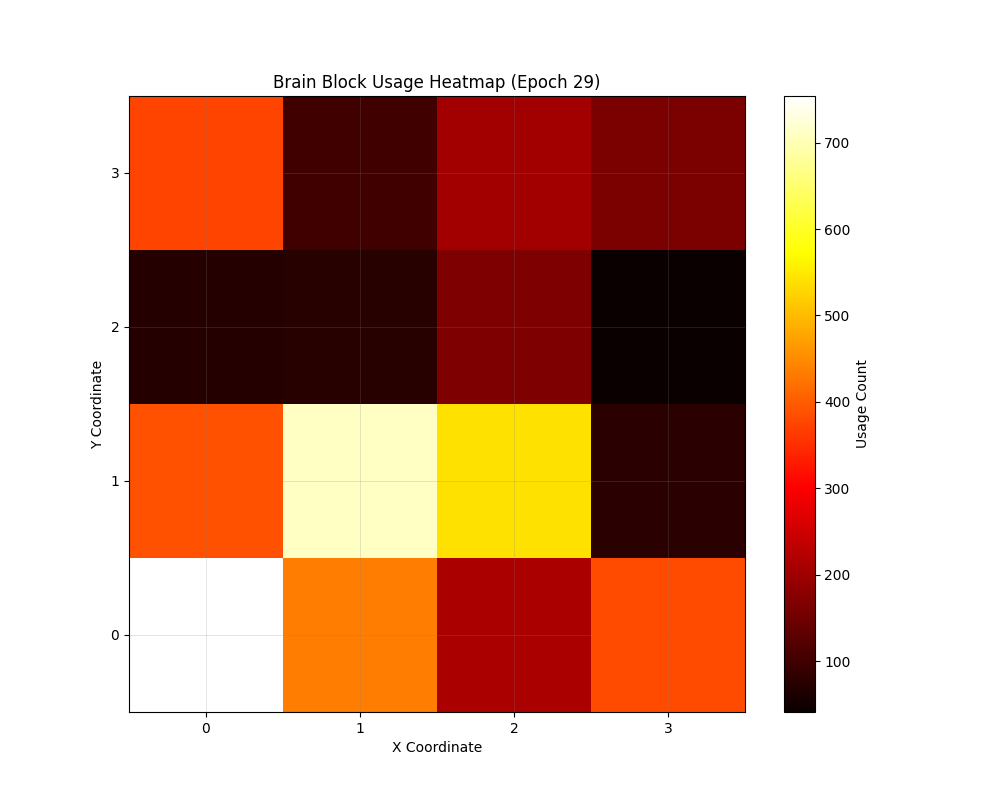 Brain Block Usage Heatmap (Epoch 29)
3
2
1
0
Y Coordinate
0 1 2 3
X Coordinate
700
600
500
400
300
200
100
Usage Count